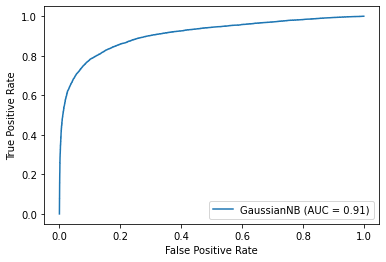 1.0
0.8
0.6
0.4
0.2
0.0
True Positive Rate
GaussianNB (AUC = 0.91)
0.0 0.2 0.4 0.6 0.8 1.0
False Positive Rate